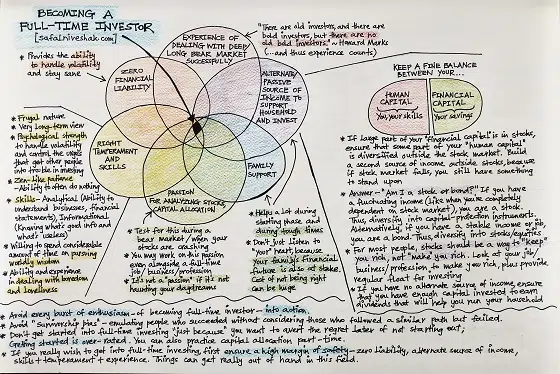 BECOMING A
FULL-TIME INVESTOR
[safalniveshak.com]
* Provides the ability
to handle volatility
and stay sane
EXPERIENCE OF
DEALING WITH DEEP/
LONG BEAR MARKET
SUCCESSFULLY
"There are old investors, and there are
bold investors, but there are no
old bold investors." - Howard Marks
(...and thus experience counts)
ZERO
FINANCIAL
LIABILITY
ALTERNATE/
PASSIVE
SOURCE OF
INCOME TO
SUPPORT
HOUSEHOLD
AND INVEST
RIGHT
TEMPERAMENT
AND SKILLS
FAMILY
SUPPORT
PASSION
FOR ANALYZING STOCKS
CAPITAL ALLOCATION
* Frugal nature
* Very long-term view
* Psychological strength
to handle volatility
and control the urges
that get other people
into trouble in investing
* Zen-like patience
- Ability to often do nothing
* Skills - Analytical (Ability to
understand businesses, financial
statements), Informational
(Knowing what's good info and
what's useless)
* Willing to spend considerable
amount of time on pursuing
worldly wisdom
* Ability and experience
in dealing with boredom
and loneliness
* Test for this during
a bear market/when your
stocks are crashing
* You may work on this passion
even alongside a full-time
job/business/profession
* It's not a "passion" if it's not
haunting your daydreams
* Helps a lot during
starting phase and
during tough times
* Don't just listen to
"your" heart, because
your family's financial
future is also at stake.
Cost of not being right
can be huge
KEEP A FINE BALANCE
BETWEEN YOUR...
HUMAN
CAPITAL
You, your skills
FINANCIAL
CAPITAL
Your savings
* If large part of your "financial capital" is in stocks,
ensure that some part of your "human capital"
is diversified outside the stock market. Build
a second source of income outside stocks, because
if stock market falls, you still have something
to stand upon
* Answer - "Am I a stock or bond?" If you have
a fluctuating income (like when you're completely
dependent on stock market), you are a stock.
Thus diversify into capital protection instruments.
Alternatively, if you have a stable income or job
you are a bond. Thus, diversify into stocks/equities.
* For most people, stocks should be a way to "keep"
you rich, not "make" you rich. Look at your job/
business/profession to make you rich plus provide
regular float for investing
* If you have no alternate source of income, ensure
that you have enough capital invested to earn
dividends that will help you run your household
* Avoid every burst of enthusiasm - of becoming full-time investor - into action.
* Avoid "survivorship bias" - emulating people who succeeded without considering those who followed a similar path but failed.
* Don't get started into full-time investing "just because" you want to avert the regret later of not starting out;
Getting started is over-rated. You can also practice capital allocation part-time.
* If you really wish to get into full-time investing, first ensure a high margin of safety - zero liability, alternate source of income,
skills + temperament + experience. Things can get really out of hand in this field.